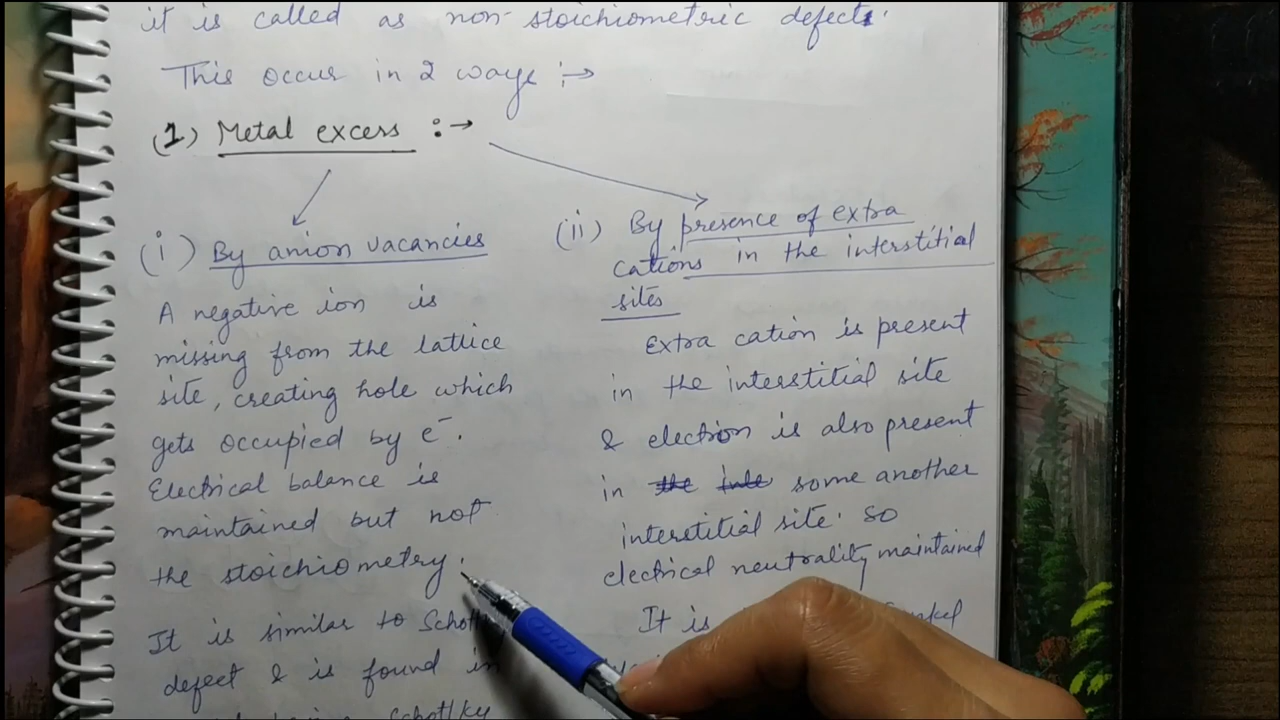 it is called as non-stoichiometric defect.
This occur in 2 ways :→
(1) Metal excess :→
(i) By anion vacancies
A negative ion is
missing from the lattice
site, creating hole which
gets occupied by e⁻.
Electrical balance is
maintained but not
the stoichiometry.
It is similar to
defect & is found in
Schottky
(ii) By presence of extra
cations in the interstitial
sites
Extra cation is present
in the interstitial site
& election is also present
in the inte some another
interstitial site. So
electrical neutrality maintained
It is